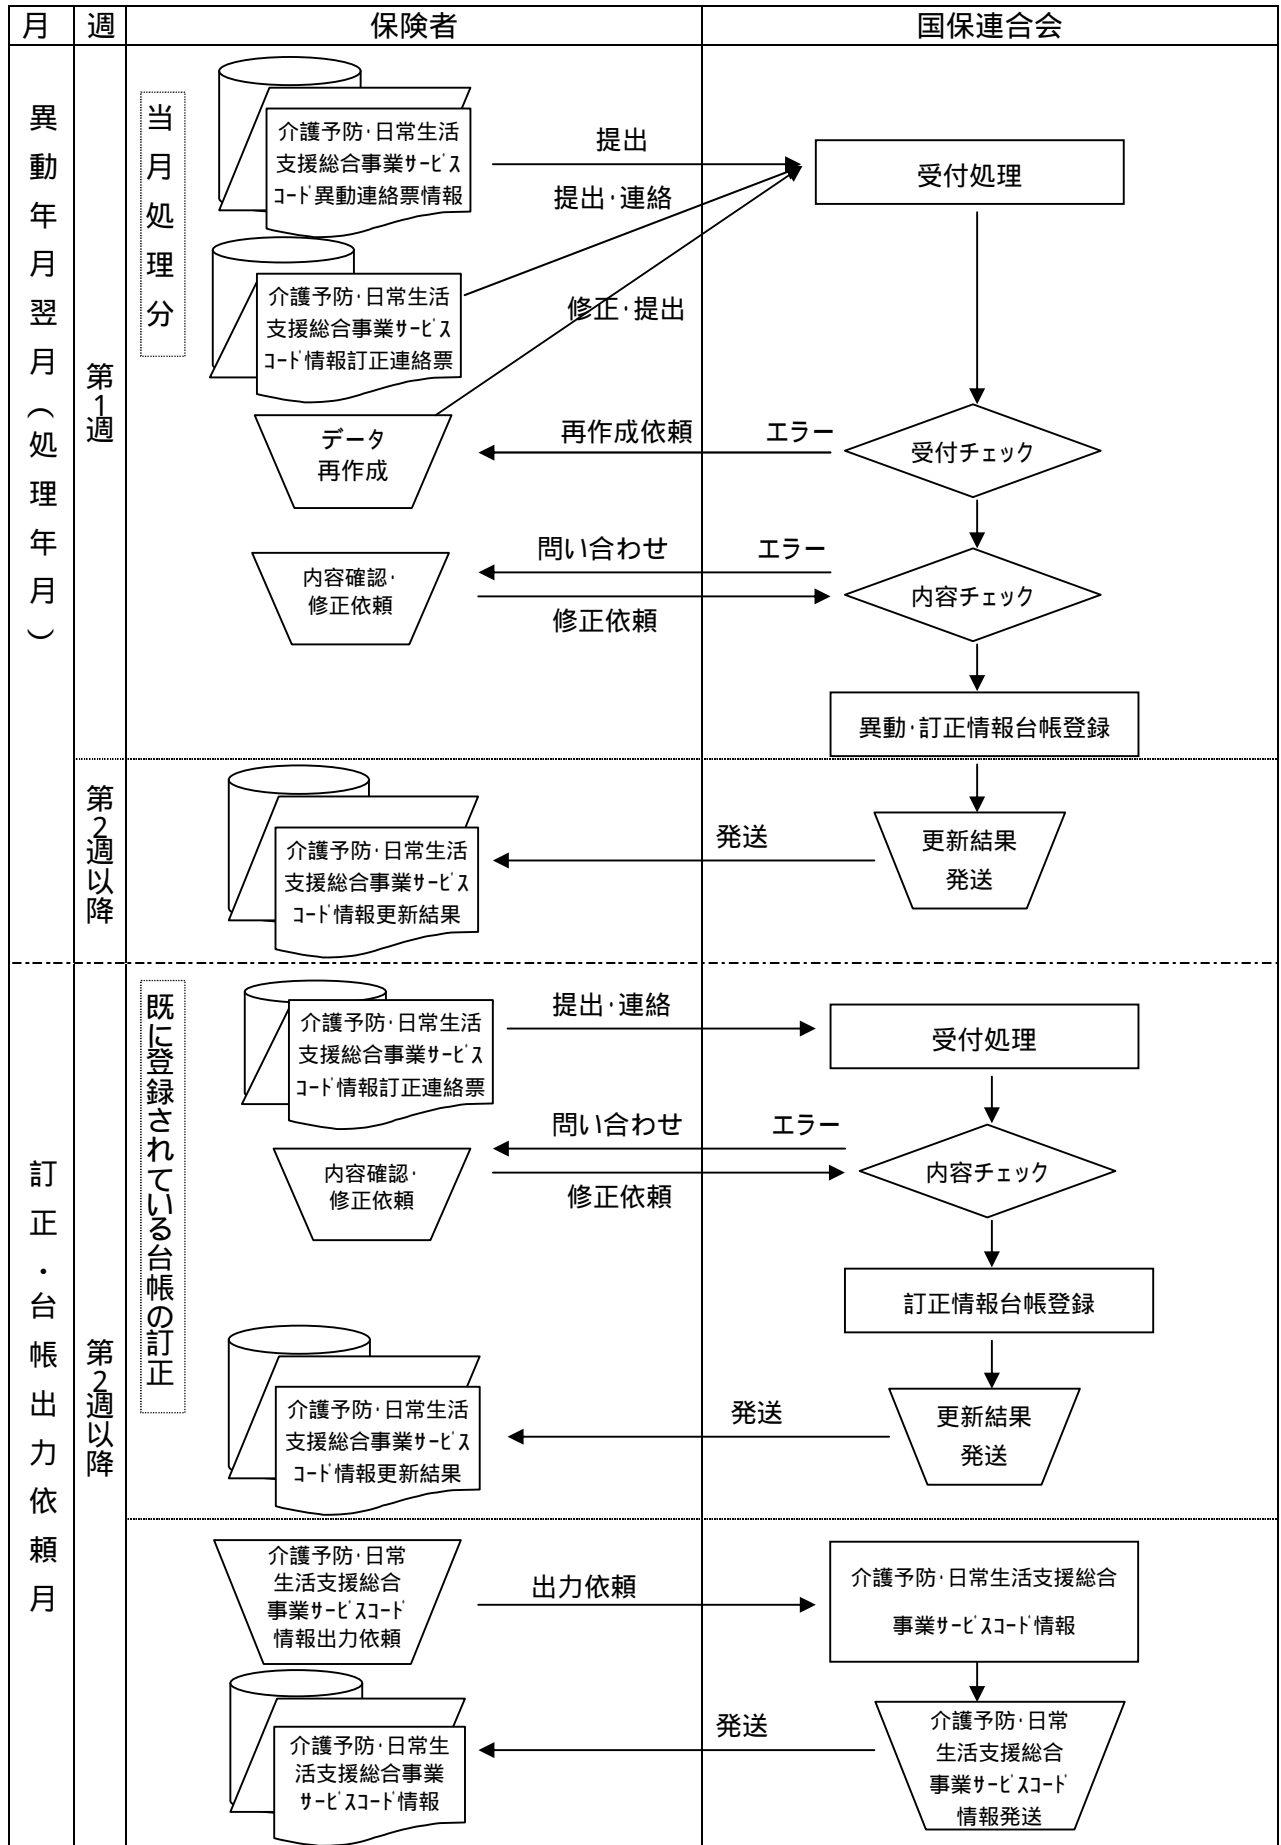 月 週 保険者 国保連合会
異動年月翌月（処理年月）
第1週
当月処理分
介護予防･日常生活
支援総合事業ｻｰﾋﾞｽ
ｺｰﾄﾞ異動連絡票情報
提出
受付処理
提出･連絡
介護予防･日常生活
支援総合事業ｻｰﾋﾞｽ
ｺｰﾄﾞ情報訂正連絡票
修正･提出
データ
再作成
再作成依頼
エラー
受付ﾁｪｯｸ
問い合わせ
エラー
内容確認･
修正依頼
修正依頼
内容ﾁｪｯｸ
異動･訂正情報台帳登録
第2週以降
介護予防･日常生活
支援総合事業ｻｰﾋﾞｽ
ｺｰﾄﾞ情報更新結果
発送
更新結果
発送
訂正・台帳出力依頼月
第2週以降
既に登録されている台帳の訂正
介護予防･日常生活
支援総合事業ｻｰﾋﾞｽ
ｺｰﾄﾞ情報訂正連絡票
提出･連絡
受付処理
問い合わせ
エラー
内容確認･
修正依頼
修正依頼
内容ﾁｪｯｸ
訂正情報台帳登録
介護予防･日常生活
支援総合事業ｻｰﾋﾞｽ
ｺｰﾄﾞ情報更新結果
発送
更新結果
発送
介護予防･日常
生活支援総合
事業ｻｰﾋﾞｽｺｰﾄﾞ
情報出力依頼
出力依頼
介護予防･日常生活支援総合
事業ｻｰﾋﾞｽｺｰﾄﾞ情報
介護予防･日常生
活支援総合事業
ｻｰﾋﾞｽｺｰﾄﾞ情報
発送
介護予防･日常
生活支援総合
事業ｻｰﾋﾞｽｺｰﾄﾞ
情報発送